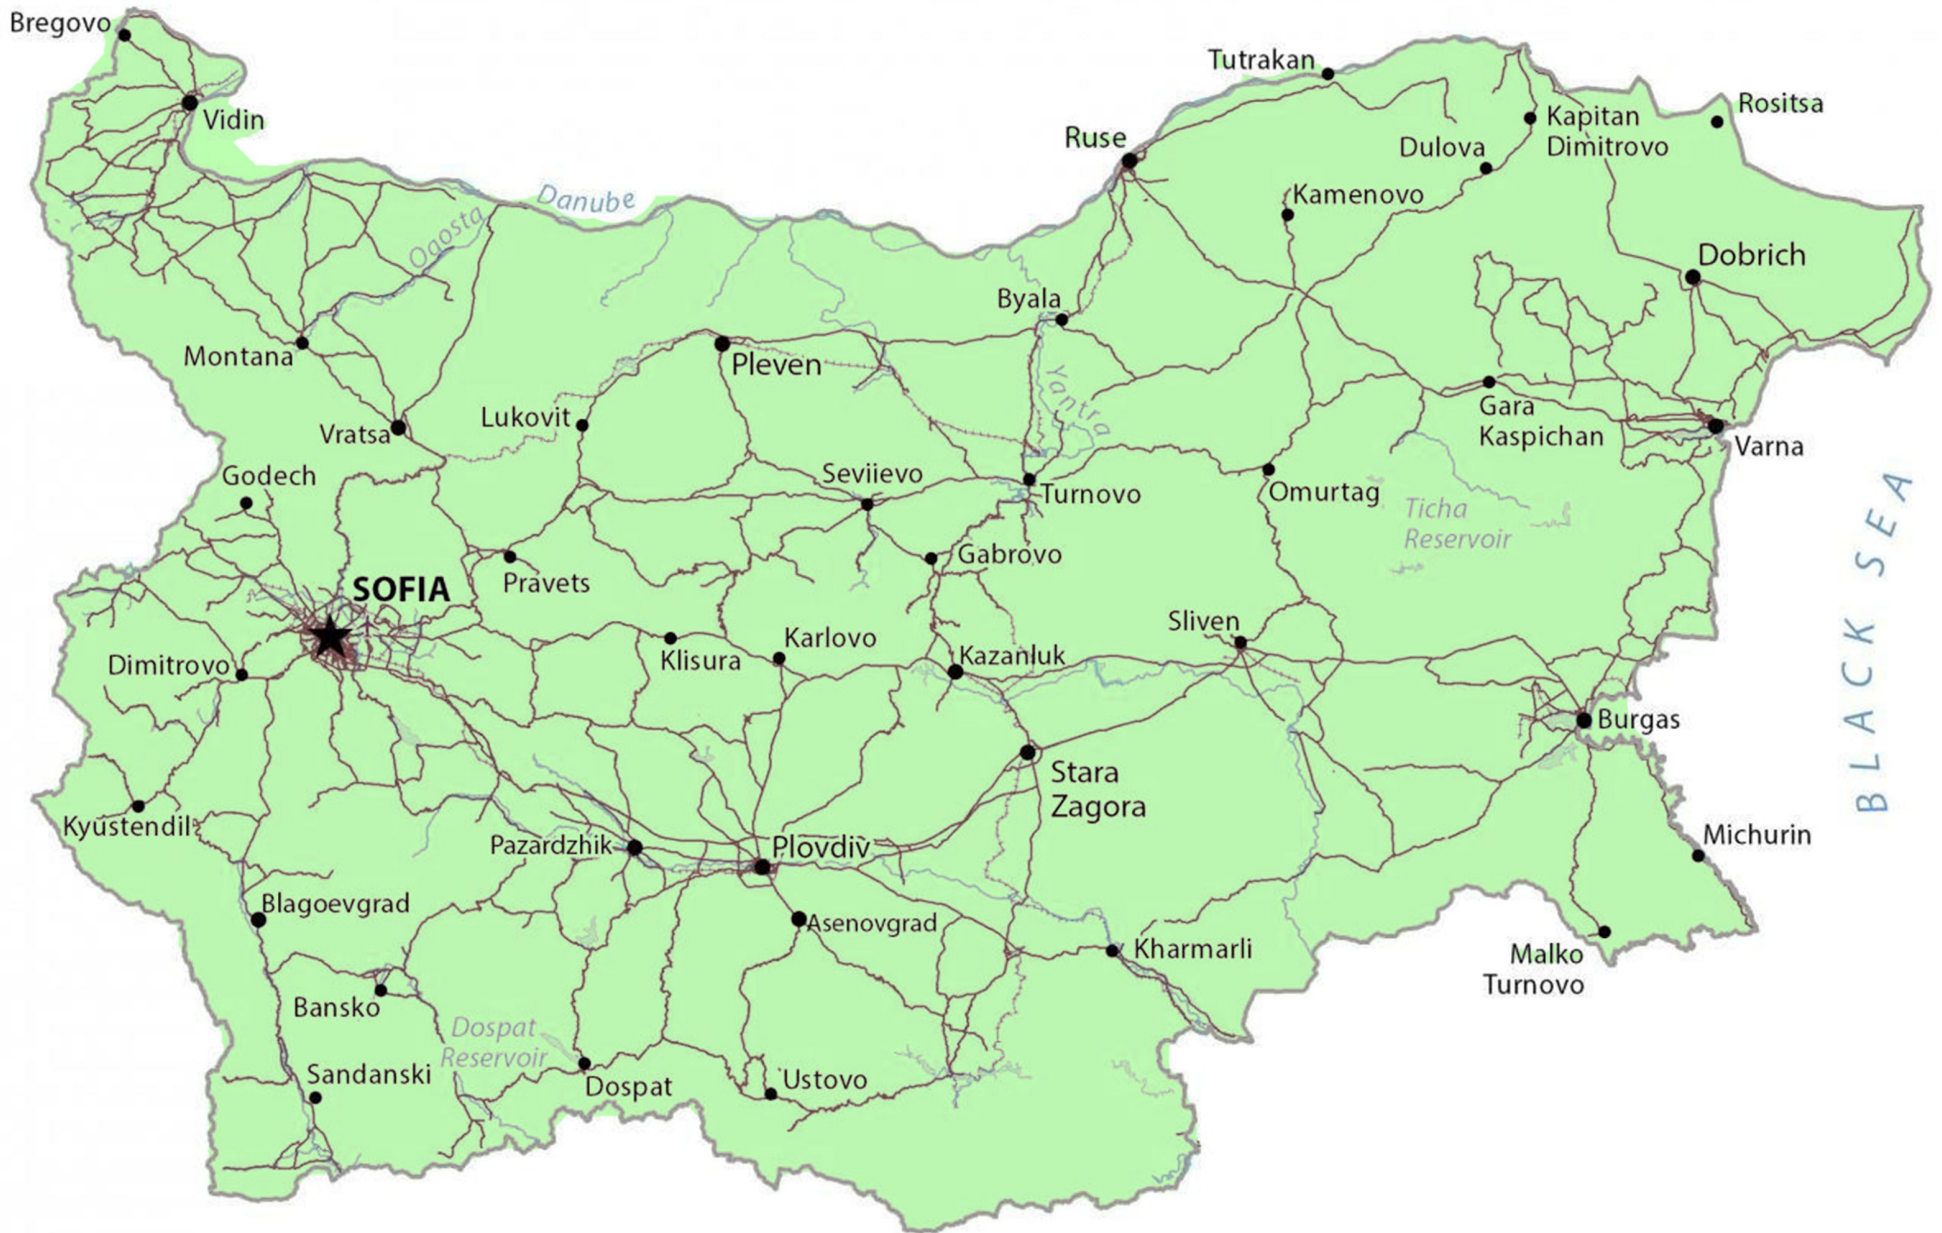 Bregovo
Vidin
Tutrakan
Rositsa
Kapitan
Dimitrovo
Ruse
Dulova
Kamenovo
Danube
Ogosta
Dobrich
Byala
Montana
Pleven
Yantra
Lukovit
Vratsa
Gara
Kaspichan
Varna
Godech
Seviievo
Turnovo
Omurtag
Ticha
Reservoir
BLACK SEA
Gabrovo
Pravets
SOFIA
Sliven
Karlovo
Klisura
Kazanluk
Dimitrovo
Burgas
Stara
Zagora
Kyustendil
Pazardzhik
Plovdiv
Michurin
Blagoevgrad
Asenovgrad
Kharmarli
Malko
Turnovo
Bansko
Dospat
Reservoir
Sandanski
Dospat
Ustovo